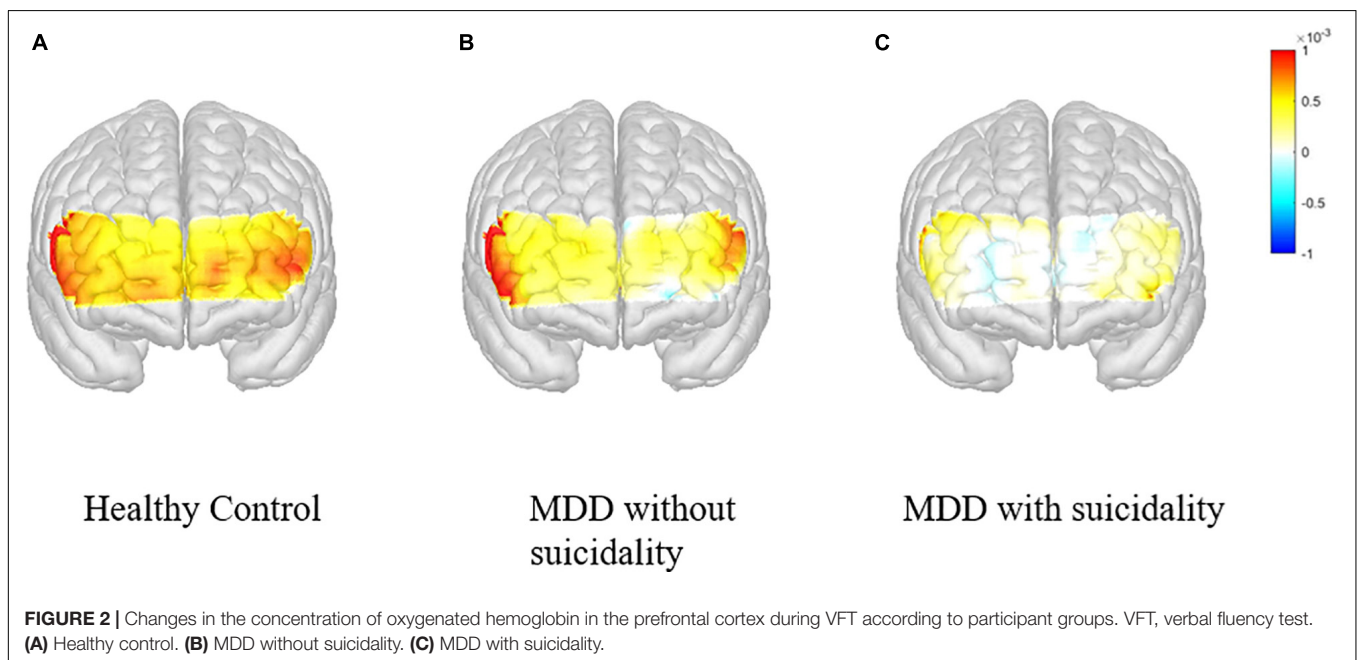 A
B
C
×10⁻³
1
0.5
0
-0.5
-1
Healthy Control
MDD without
suicidality
MDD with suicidality
FIGURE 2 | Changes in the concentration of oxygenated hemoglobin in the prefrontal cortex during VFT according to participant groups. VFT, verbal fluency test.
(A) Healthy control. (B) MDD without suicidality. (C) MDD with suicidality.